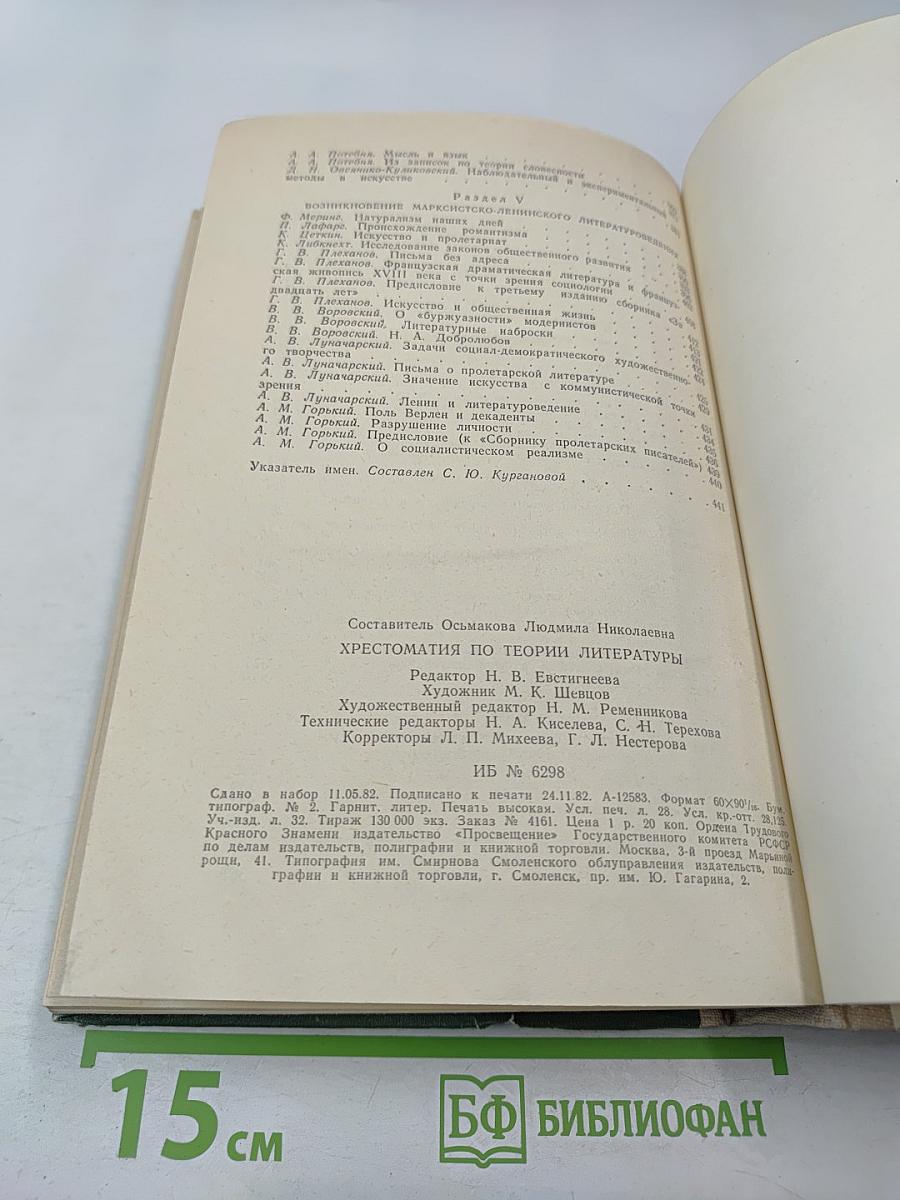 А. А. Потебня. Мысль и язык
А. А. Потебня. Из записок по теории словесности
Д. Н. Овсянико-Куликовский. Наблюдательный и экспериментальный
методы в искусстве
Раздел V
ВОЗНИКНОВЕНИЕ МАРКСИСТСКО-ЛЕНИНСКОГО ЛИТЕРАТУРОВЕДЕНИЯ
Ф. Меринг. Натурализм наших дней
П. Лафарг. Происхождение романтизма
К. Цеткин. Искусство и пролетариат
К. Либкнехт. Исследование законов общественного развития
Г. В. Плеханов. Письма без адреса
Г. В. Плеханов. Французская драматическая литература и француз-
ская живопись XVIII века с точки зрения социологии
Г. В. Плеханов. Предисловие к третьему изданию сборника «За
двадцать лет» 408
Г. В. Плеханов. Искусство и общественная жизнь
В. В. Воровский. О «буржуазности» модернистов
В. В. Воровский. Литературные наброски
В. В. Воровский. Н. А. Добролюбов
А. В. Луначарский. Задачи социал-демократического художественно-
го творчества 424
А. В. Луначарский. Письма о пролетарской литературе 425
А. В. Луначарский. Значение искусства с коммунистической точки
зрения 429
А. В. Луначарский. Ленин и литературоведение 431
А. М. Горький. Поль Верлен и декаденты 434
А. М. Горький. Разрушение личности 435
А. М. Горький. Предисловие (к «Сборнику пролетарских писателей») 439
А. М. Горький. О социалистическом реализме 440
Указатель имен. Составлен С. Ю. Кургановой 441
Составитель Осьмакова Людмила Николаевна
ХРЕСТОМАТИЯ ПО ТЕОРИИ ЛИТЕРАТУРЫ
Редактор Н. В. Евстигнеева
Художник М. К. Шевцов
Художественный редактор Н. М. Ременникова
Технические редакторы Н. А. Киселева, С. Н. Терехова
Корректоры Л. П. Михеева, Г. Л. Нестерова
ИБ № 6298
Сдано в набор 11.05.82. Подписано к печати 24.11.82. А-12583. Формат 60×90¹/₁₆. Бум.
типограф. № 2. Гарнит. литер. Печать высокая. Усл. печ. л. 28. Усл. кр.-отт. 28,125.
Уч.-изд. л. 32. Тираж 130 000 экз. Заказ № 4161. Цена 1 р. 20 коп. Ордена Трудового
Красного Знамени издательство «Просвещение» Государственного комитета РСФСР
по делам издательств, полиграфии и книжной торговли. Москва, 3-й проезд Марьиной
рощи, 41. Типография им. Смирнова Смоленского облуправления издательств, поли-
графии и книжной торговли, г. Смоленск, пр. им. Ю. Гагарина, 2.
15 см
БФ БИБЛИОФАН